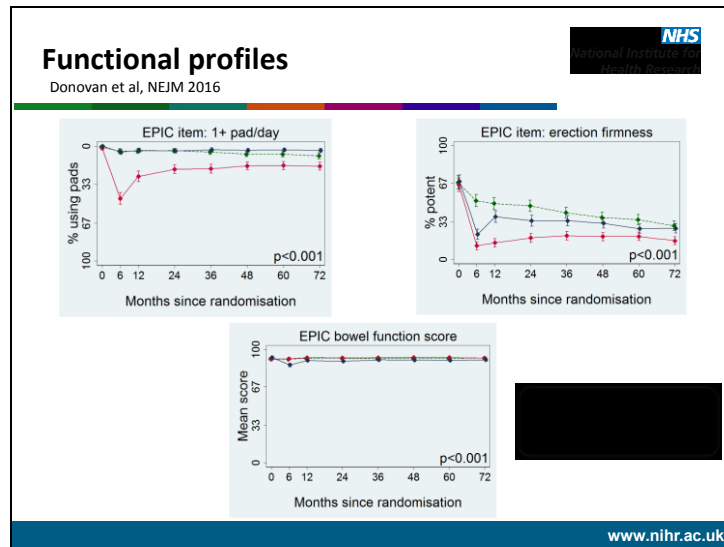 NHS
National Institute for
Health Research
Functional profiles
Donovan et al, NEJM 2016
EPIC item: 1+ pad/day
% using pads
0
33
67
100
p<0.001
0 6 12 24 36 48 60 72
Months since randomisation
EPIC item: erection firmness
% potent
100
67
33
0
p<0.001
0 6 12 24 36 48 60 72
Months since randomisation
EPIC bowel function score
Mean score
100
67
33
0
p<0.001
0 6 12 24 36 48 60 72
Months since randomisation
www.nihr.ac.uk